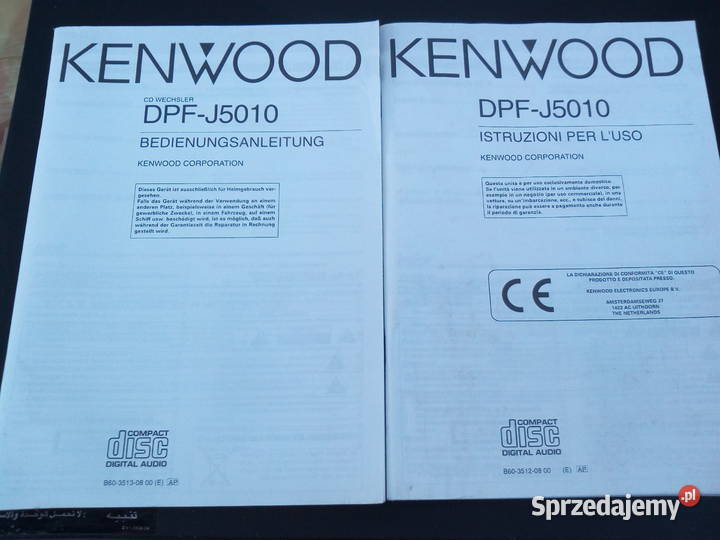 KENWOOD
CD WECHSLER
DPF-J5010
BEDIENUNGSANLEITUNG
KENWOOD CORPORATION
Dieses Gerät ist ausschließlich für Heimgebrauch vor-
gesehen.
Falls das Gerät während der Verwendung an einem
anderen Platz, beispielsweise in einem Geschäft (für
gewerbliche Zwecke), in einem Fahrzeug, auf einem
Schiff usw. beschädigt wird, ist es möglich, daß auch
während der Garantiezeit die Reparatur in Rechnung
gestellt wird.
COMPACT
disc
DIGITAL AUDIO
B60-3513-08 00 (E) AP
KENWOOD
DPF-J5010
ISTRUZIONI PER L'USO
KENWOOD CORPORATION
Questa unità è per uso esclusivamente domestico.
Se l'unità viene utilizzata in un ambiente diverso, per
esempio in un negozio (per uso commerciale), in una
vettura, su un'imbarcazione, ecc., e subisce dei danni,
la riparazione può essere a pagamento anche durante
il periodo di garanzia.
CE
LA DICHIARAZIONE DI CONFORMITÀ "CE" DI QUESTO
PRODOTTO È DEPOSITATA PRESSO.
KENWOOD ELECTRONICS EUROPE B.V.
AMSTERDAMSEWEG 37
1422 AC UITHOORN
THE NETHERLANDS
COMPACT
disc
DIGITAL AUDIO
B60-3512-08 00 (E) AP
Sprzedajemy.pl